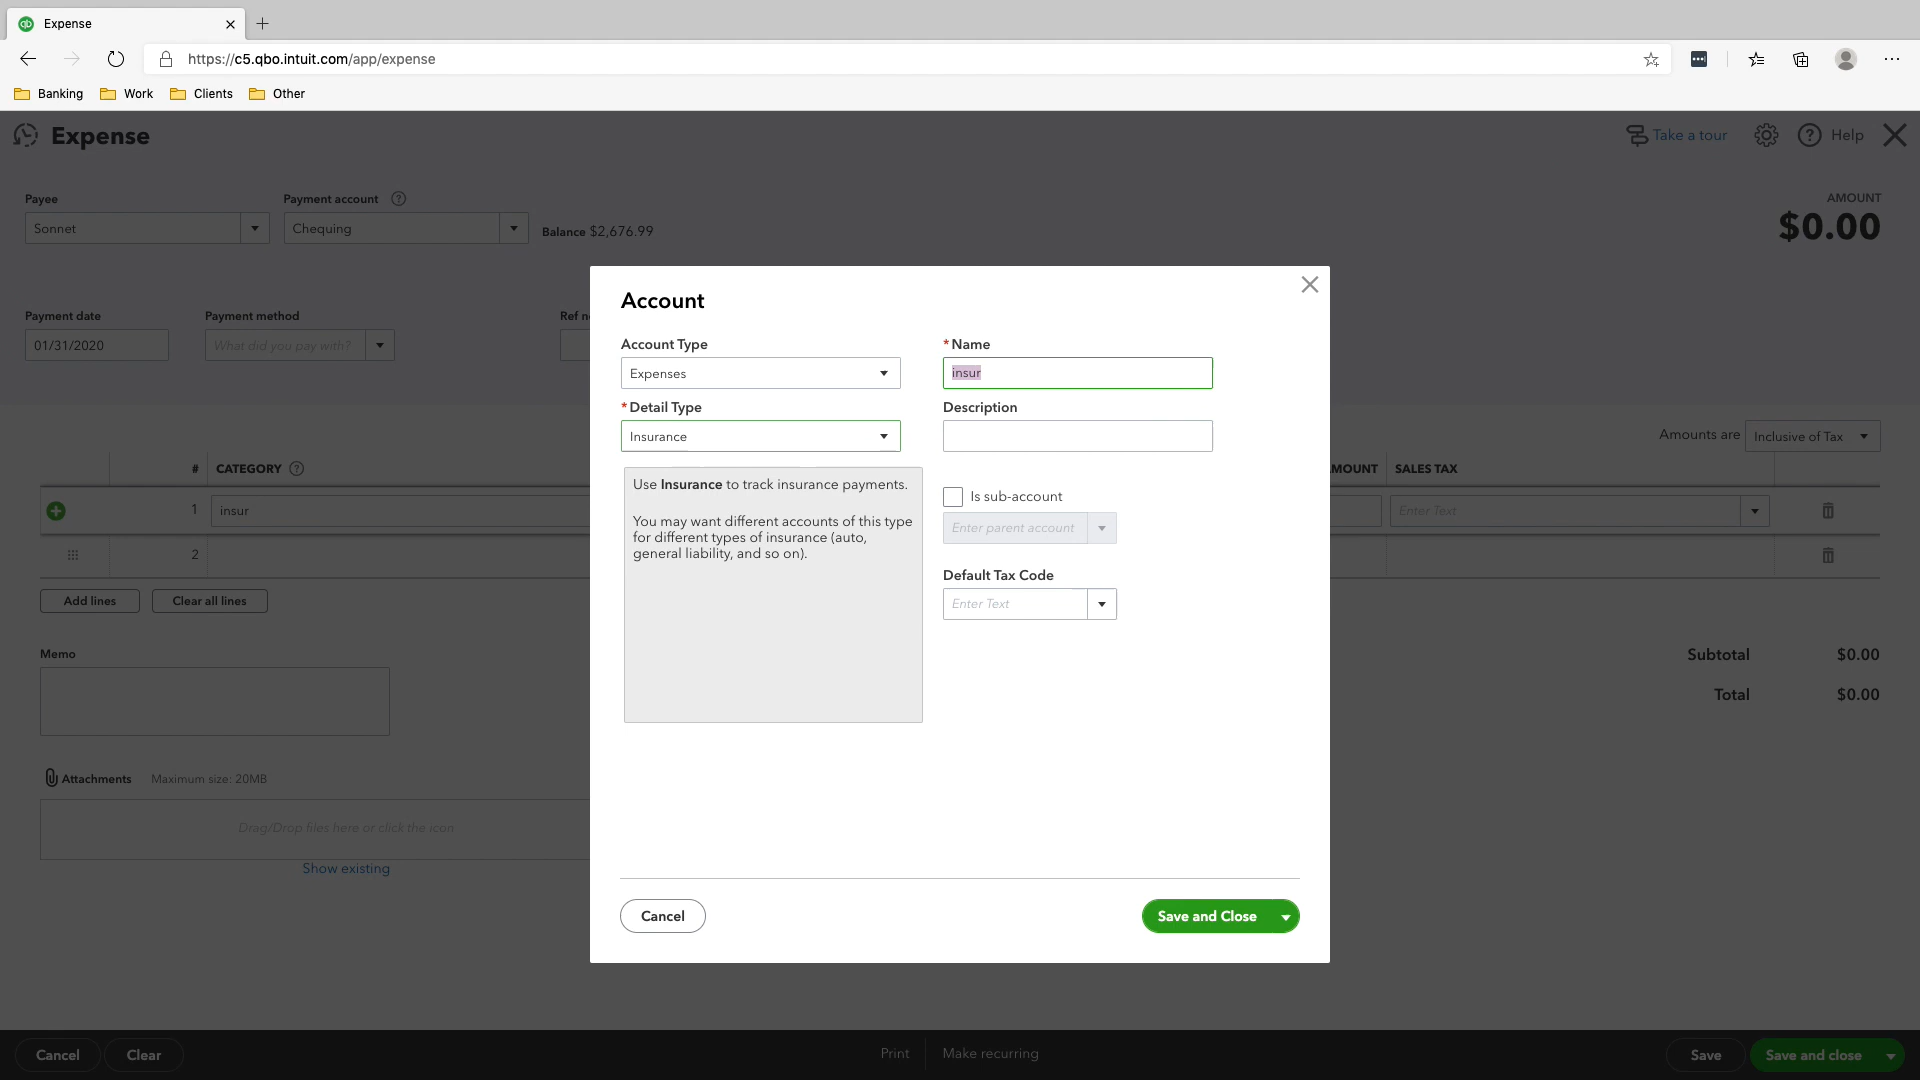 Expense
https://c5.qbo.intuit.com/app/expense
Banking
Work
Clients
Other
Expense
Take a tour
Help
Payee
Payment account
AMOUNT
Sonnet
Chequing
Balance $2,676.99
$0.00
Account
Payment date
Payment method
Ref n
01/31/2020
What did you pay with?
Account Type
* Name
Expenses
insur
* Detail Type
Description
Insurance
Amounts are
Inclusive of Tax
# CATEGORY
MOUNT
SALES TAX
Use Insurance to track insurance payments.
You may want different accounts of this type
for different types of insurance (auto,
general liability, and so on).
Is sub-account
Enter parent account
Default Tax Code
Enter Text
1
insur
Enter Text
2
Add lines
Clear all lines
Memo
Subtotal
$0.00
Total
$0.00
Attachments
Maximum size: 20MB
Drag/Drop files here or click the icon
Show existing
Cancel
Save and Close
Cancel
Clear
Print
Make recurring
Save
Save and close